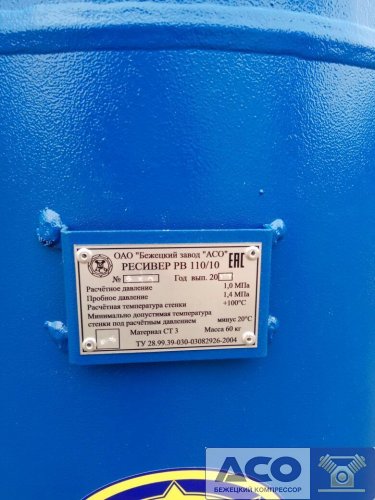 ОАО "Бежецкий завод "АСО"
РЕСИВЕР РВ 110/10
ЕАС
№ Год вып. 20
Расчётное давление 1,0 МПа
Пробное давление 1,4 МПа
Расчётная температура стенки +100°С
Минимально допустимая температура
стенки под расчётным давлением минус 20°С
Материал СТ 3 Масса 60 кг
ТУ 28.99.39-030-03082926-2004
АСО
БЕЖЕЦКИЙ КОМПРЕССОР